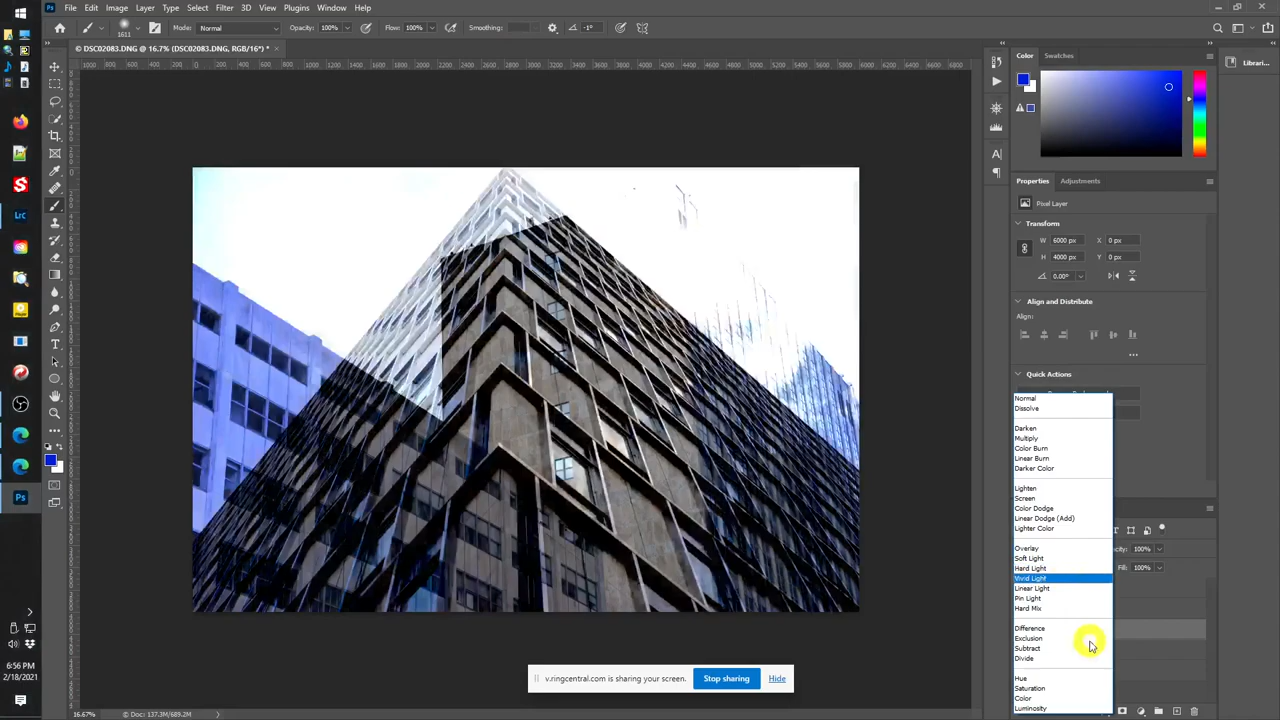 Ps File Edit Image Layer Type Select Filter 3D View Plugins Window Help
1611 Mode: Normal Opacity: 100% Flow: 100% Smoothing: -1°
© DSC02083.DNG @ 16.7% (DSC02083.DNG, RGB/16*) * ×
Color Swatches
Librari...
Properties Adjustments
Pixel Layer
Transform
W 6000 px X 0 px
H 4000 px Y 0 px
0.00°
Align and Distribute
Align:
Lrc
Quick Actions
Normal
Dissolve
Darken
Multiply
Color Burn
Linear Burn
Darker Color
Lighten
Screen
Color Dodge
Linear Dodge (Add)
Lighter Color
Overlay
Soft Light
Hard Light
Vivid Light
Linear Light
Pin Light
Hard Mix
Difference
Exclusion
Subtract
Divide
Hue
Saturation
Color
Luminosity
100%
Fill: 100%
Ps
v.ringcentral.com is sharing your screen. Stop sharing Hide
6:56 PM
2/18/2021
16.67% Doc: 137.3M/689.2M